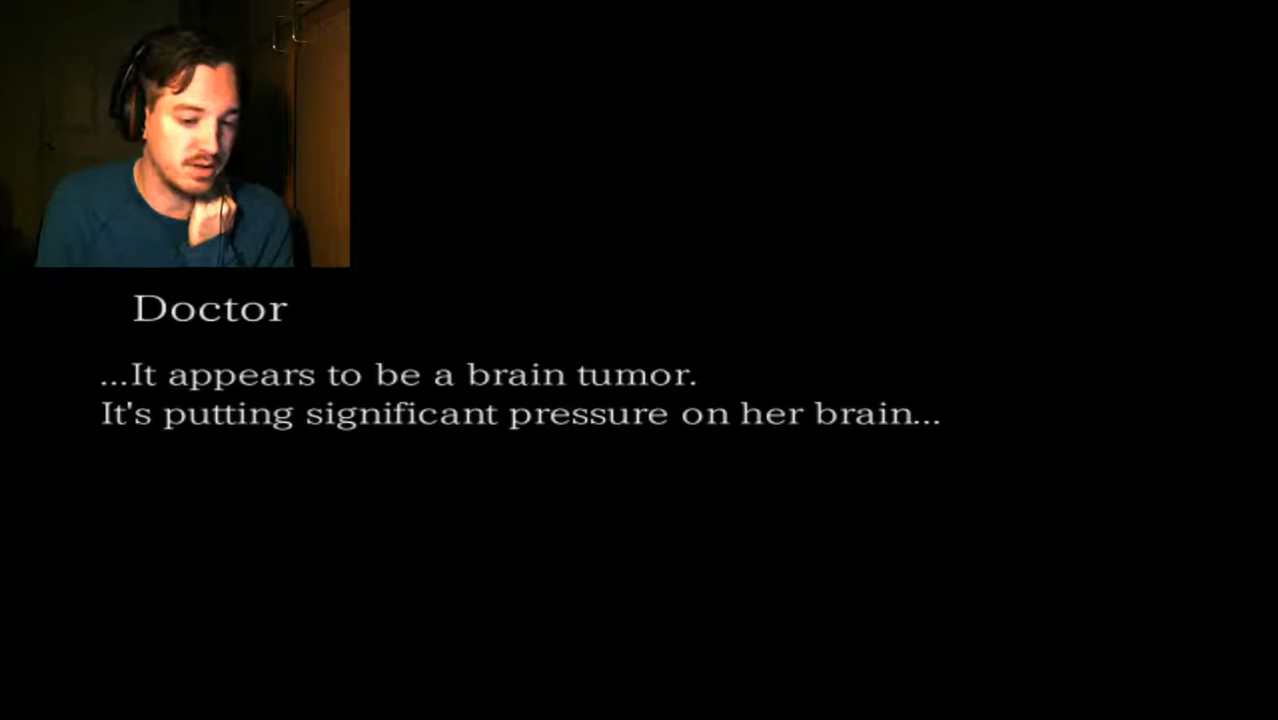 Doctor
...It appears to be a brain tumor.
It's putting significant pressure on her brain...